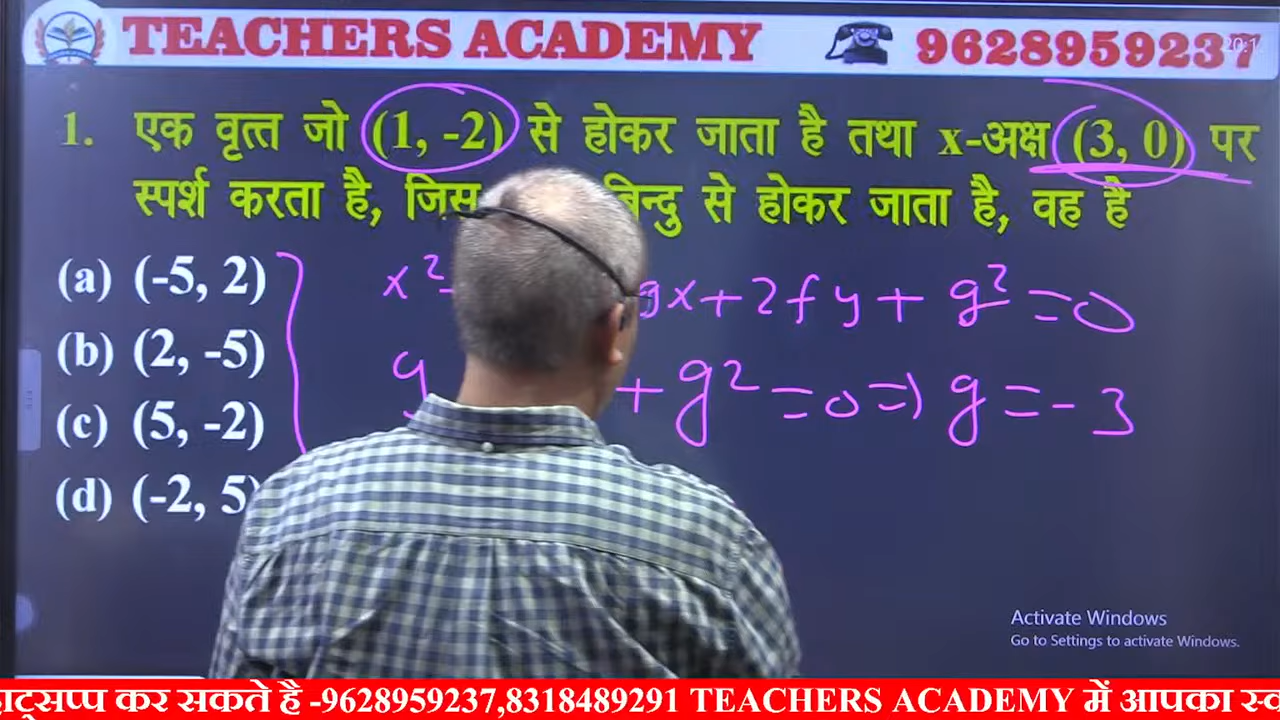 TEACHERS ACADEMY 9628959237
1. एक वृत्त जो (1, -2) से होकर जाता है तथा x-अक्ष (3, 0) पर
स्पर्श करता है, जिस बिन्दु से होकर जाता है, वह है
(a) (-5, 2)
(b) (2, -5)
(c) (5, -2)
(d) (-2, 5)
x² gx + 2fy + g² = 0
9 + g² = 0 ⇒ g = -3
Activate Windows
Go to Settings to activate Windows.
कर सकते है -9628959237,8318489291 TEACHERS ACADEMY में आपका